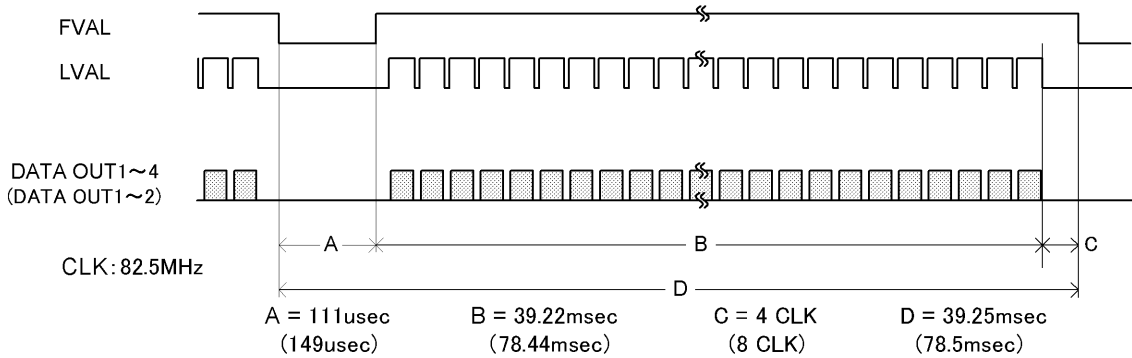 FVAL
LVAL
DATA OUT1～4
(DATA OUT1～2)
A
B
C
CLK：82.5MHz
D
A = 111usec
B = 39.22msec
C = 4 CLK
D = 39.25msec
(149usec)
(78.44msec)
(8 CLK)
(78.5msec)